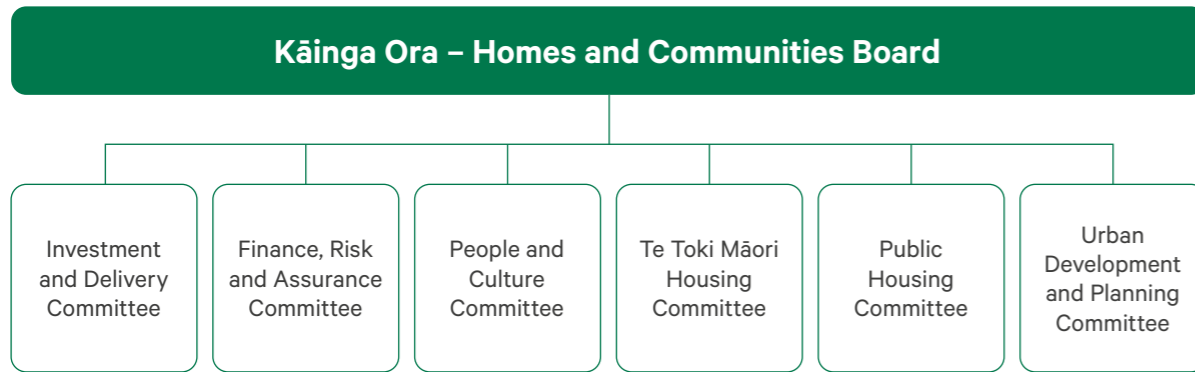 Kāinga Ora – Homes and Communities Board
Investment
and Delivery
Committee
Finance, Risk
and Assurance
Committee
People and
Culture
Committee
Te Toki Māori
Housing
Committee
Public
Housing
Committee
Urban
Development
and Planning
Committee